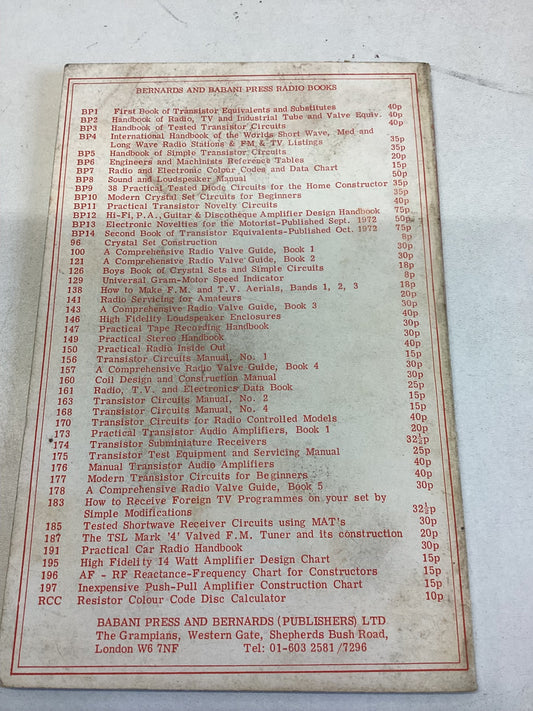 BERNARDS AND BABANI PRESS RADIO BOOKS
BP1 First Book of Transistor Equivalents and Substitutes 40p
BP2 Handbook of Radio, TV and Industrial Tube and Valve Equiv. 40p
BP3 Handbook of Tested Transistor Circuits 40p
BP4 International Handbook of the Worlds Short Wave, Med and
Long Wave Radio Stations & FM & TV Listings 35p
BP5 Handbook of Simple Transistor Circuits 35p
BP6 Engineers and Machinists Reference Tables 20p
BP7 Radio and Electronic Colour Codes and Data Chart 15p
BP8 Sound and Loudspeaker Manual 50p
BP9 38 Practical Tested Diode Circuits for the Home Constructor 35p
BP10 Modern Crystal Set Circuits for Beginners 35p
BP11 Practical Transistor Novelty Circuits 40p
BP12 Hi-Fi, P.A., Guitar & Discotheque Amplifier Design Handbook 75p
BP13 Electronic Novelties for the Motorist-Published Sept. 1972 50p
BP14 Second Book of Transistor Equivalents-Published Oct. 1972 75p
96 Crystal Set Construction 8p
100 A Comprehensive Radio Valve Guide, Book 1 30p
121 A Comprehensive Radio Valve Guide, Book 2 30p
126 Boys Book of Crystal Sets and Simple Circuits 18p
129 Universal Gram-Motor Speed Indicator 8p
138 How to Make F.M. and T.V. Aerials, Bands 1, 2, 3 18p
141 Radio Servicing for Amateurs 20p
143 A Comprehensive Radio Valve Guide, Book 3 30p
146 High Fidelity Loudspeaker Enclosures 40p
147 Practical Tape Recording Handbook 30p
149 Practical Stereo Handbook 30p
150 Practical Radio Inside Out 40p
156 Transistor Circuits Manual, No. 1 15p
157 A Comprehensive Radio Valve Guide, Book 4 30p
160 Coil Design and Construction Manual 30p
161 Radio, T.V. and Electronics Data Book 25p
163 Transistor Circuits Manual, No. 2 15p
168 Transistor Circuits Manual, No. 4 15p
170 Transistor Circuits for Radio Controlled Models 40p
173 Practical Transistor Audio Amplifiers, Book 1 20p
174 Transistor Subminiature Receivers 32½p
175 Transistor Test Equipment and Servicing Manual 25p
176 Manual Transistor Audio Amplifiers 40p
177 Modern Transistor Circuits for Beginners 40p
178 A Comprehensive Radio Valve Guide, Book 5 30p
183 How to Receive Foreign TV Programmes on your set by
Simple Modifications 32½p
185 Tested Shortwave Receiver Circuits using MAT's 30p
187 The TSL Mark '4' Valved F.M. Tuner and its construction 20p
191 Practical Car Radio Handbook 30p
195 High Fidelity 14 Watt Amplifier Design Chart 15p
196 AF - RF Reactance-Frequency Chart for Constructors 15p
197 Inexpensive Push-Pull Amplifier Construction Chart 15p
RCC Resistor Colour Code Disc Calculator 10p
BABANI PRESS AND BERNARDS (PUBLISHERS) LTD
The Grampians, Western Gate, Shepherds Bush Road,
London W6 7NF Tel: 01-603 2581/7296